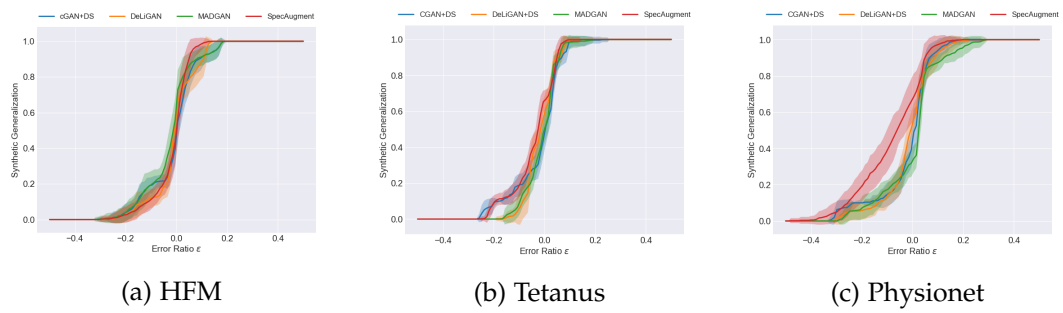 cGAN+DS DeLiGAN MADGAN SpecAugment
1.0
0.8
0.6
0.4
0.2
0.0
Synthetic Generalization
−0.4 −0.2 0.0 0.2 0.4
Error Ratio ε
(a) HFM
CGAN+DS DeLiGAN+DS MADGAN SpecAugment
1.0
0.8
0.6
0.4
0.2
0.0
Synthetic Generalization
−0.4 −0.2 0.0 0.2 0.4
Error Ratio ε
(b) Tetanus
CGAN+DS DeLiGAN+DS MADGAN SpecAugment
1.0
0.8
0.6
0.4
0.2
0.0
Synthetic Generalization
−0.4 −0.2 0.0 0.2 0.4
Error Ratio ε
(c) Physionet